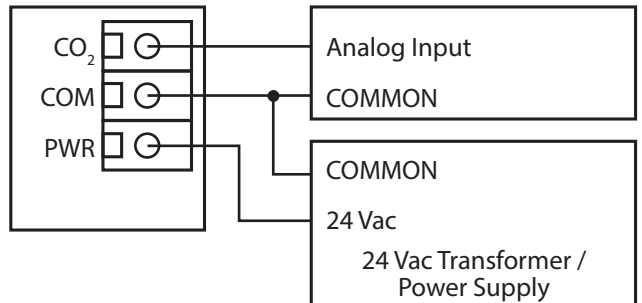 CO₂
COM
PWR
Analog Input
COMMON
COMMON
24 Vac
24 Vac Transformer /
Power Supply